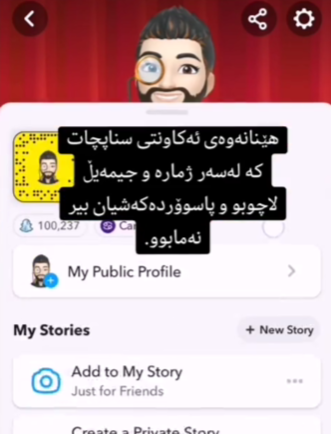 هێنانەوەی ئەکاونتی سناپچات
کە لەسەر ژمارە و جیمەیڵ
لاچوبو و پاسوۆردەکەشیان بیر
نەمابوو.
100,237
My Public Profile
My Stories
+ New Story
Add to My Story
Just for Friends
Create a Private Story